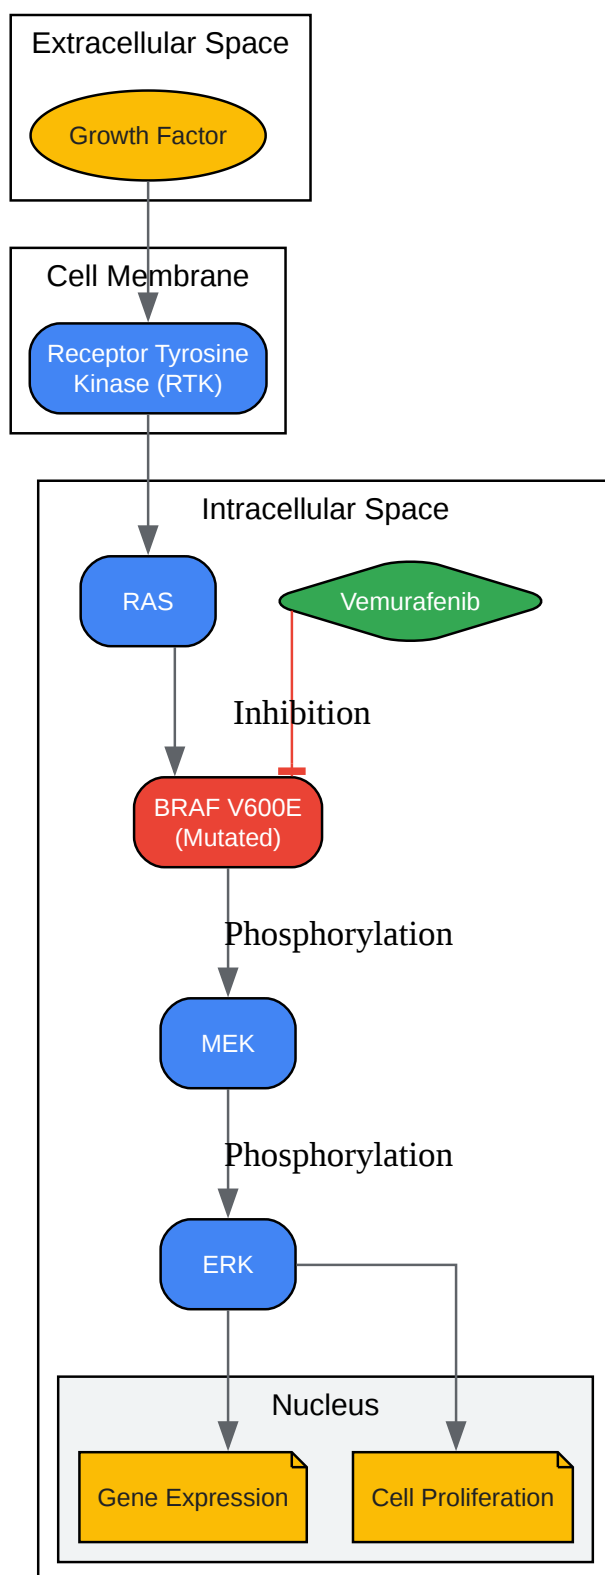 Extracellular Space
Growth Factor
Cell Membrane
Receptor Tyrosine
Kinase (RTK)
Intracellular Space
RAS
Vemurafenib
Inhibition
BRAF V600E
(Mutated)
Phosphorylation
MEK
Phosphorylation
ERK
Nucleus
Gene Expression
Cell Proliferation